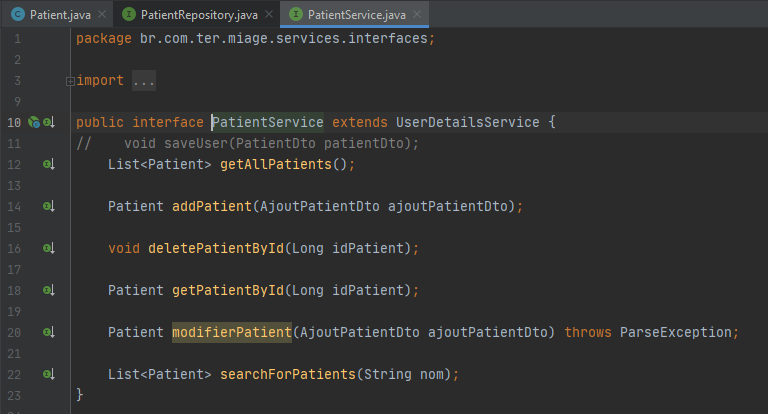 Patient.java × PatientRepository.java × PatientService.java ×
1 package br.com.ter.miage.services.interfaces;
2
3 import ...
9
10 public interface PatientService extends UserDetailsService {
11 //    void saveUser(PatientDto patientDto);
12     List<Patient> getAllPatients();
13
14     Patient addPatient(AjoutPatientDto ajoutPatientDto);
15
16     void deletePatientById(Long idPatient);
17
18     Patient getPatientById(Long idPatient);
19
20     Patient modifierPatient(AjoutPatientDto ajoutPatientDto) throws ParseException;
21
22     List<Patient> searchForPatients(String nom);
23 }